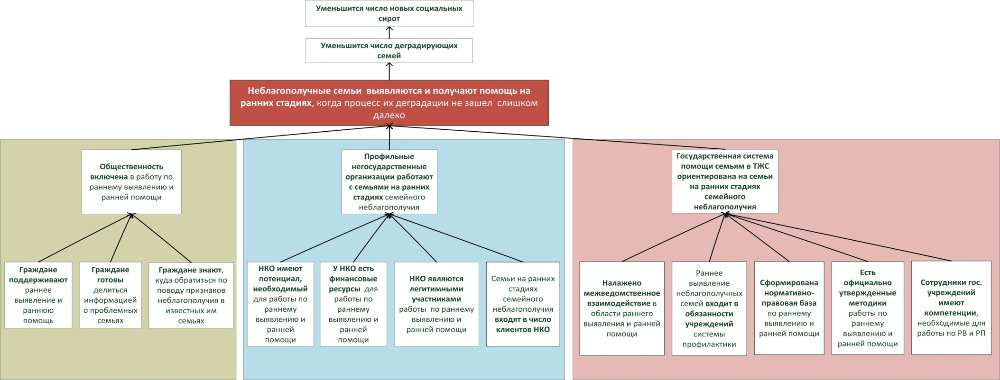 Уменьшится число новых социальных
сирот
Уменьшится число деградирующих
семей
Неблагополучные семьи выявляются и получают помощь на
ранних стадиях, когда процесс их деградации не зашел слишком
далеко
Общественность
включена в работу по
раннему выявлению и
ранней помощи
Профильные
негосударственные
организации работают
с семьями на ранних
стадиях семейного
неблагополучия
Государственная система
помощи семьям в ТЖС
ориентирована на семьи
на ранних стадиях
семейного
неблагополучия
Граждане
поддерживают
раннее
выявление и
раннюю
помощь
Граждане
готовы
делиться
информацией
о проблемных
семьях
Граждане знают,
куда обратиться по
поводу признаков
неблагополучия в
известных им
семьях
НКО имеют
потенциал,
необходимый
для работы по
раннему
выявлению и
ранней
помощи
У НКО есть
финансовые
ресурсы для
работы по
раннему
выявлению и
ранней
помощи
НКО являются
легитимными
участниками
работы по раннему
выявлению и
ранней помощи
Семьи на ранних
стадиях
семейного
неблагополучия
входят в число
клиентов НКО
Налажено
межведомственное
взаимодействие в
области раннего
выявления и ранней
помощи
Раннее
выявление
неблагополучных
семей входит в
обязанности
учреждений
системы
профилактики
Сформирована
нормативно-
правовая база
по раннему
выявлению и
ранней помощи
Есть
официально
утвержденные
методики
работы по
раннему
выявлению и
ранней помощи
Сотрудники гос.
учреждений
имеют
компетенции,
необходимые для
работы по РВ и РП